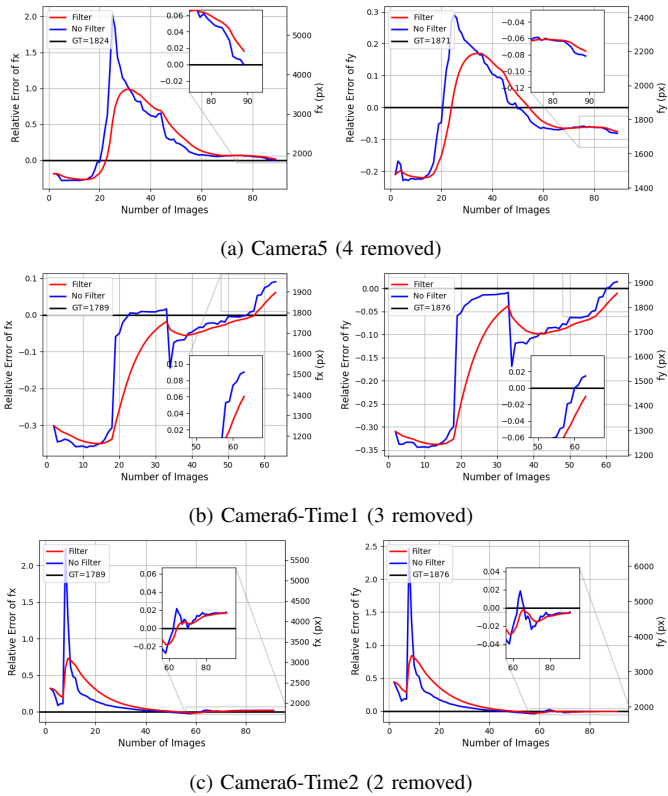 Relative Error of fx
2.0
1.5
1.0
0.5
0.0
Filter
No Filter
GT=1824
0.06
0.04
0.02
0.00
−0.02
80
90
5000
4000
3000
2000
fx (px)
0 20 40 60 80
Number of Images
Relative Error of fy
0.3
0.2
0.1
0.0
−0.1
−0.2
Filter
No Filter
GT=1871
−0.04
−0.06
−0.08
−0.10
−0.12
80
90
2400
2200
2000
1800
1600
1400
fy (px)
0 20 40 60 80
Number of Images
(a) Camera5 (4 removed)
Relative Error of fx
0.1
0.0
−0.1
−0.2
−0.3
Filter
No Filter
GT=1789
0.10
0.08
0.06
0.04
0.02
50 60
1900
1800
1700
1600
1500
1400
1300
1200
fx (px)
0 10 20 30 40 50 60
Number of Images
Relative Error of fy
0.00
−0.05
−0.10
−0.15
−0.20
−0.25
−0.30
−0.35
Filter
No Filter
GT=1876
0.02
0.00
−0.02
−0.04
−0.06
50 60
1900
1800
1700
1600
1500
1400
1300
1200
fy (px)
0 10 20 30 40 50 60
Number of Images
(b) Camera6-Time1 (3 removed)
Relative Error of fx
2.0
1.5
1.0
0.5
0.0
Filter
No Filter
GT=1789
0.06
0.04
0.02
0.00
−0.02
60 80
5500
5000
4500
4000
3500
3000
2500
2000
fx (px)
0 20 40 60 80
Number of Images
Relative Error of fy
2.5
2.0
1.5
1.0
0.5
0.0
Filter
No Filter
GT=1876
0.04
0.02
0.00
−0.02
−0.04
60 80
6000
5000
4000
3000
2000
fy (px)
0 20 40 60 80
Number of Images
(c) Camera6-Time2 (2 removed)